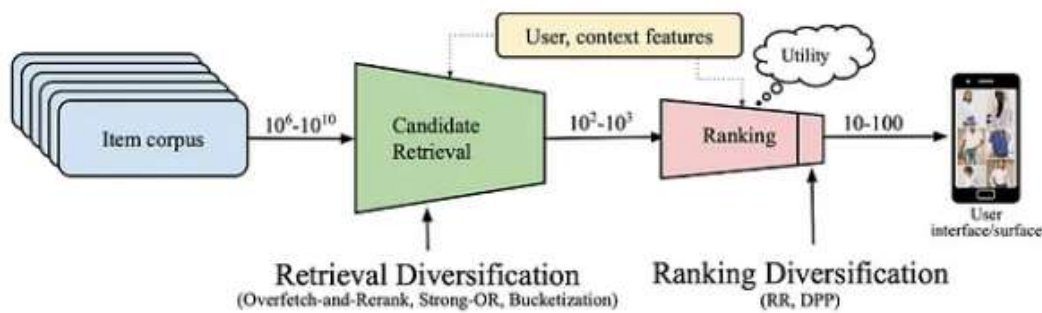 User, context features
Utility
Item corpus
10⁶-10¹⁰
Candidate
Retrieval
10²-10³
Ranking
10-100
User
interface/surface
Retrieval Diversification
(Overfetch-and-Rerank, Strong-OR, Bucketization)
Ranking Diversification
(RR, DPP)